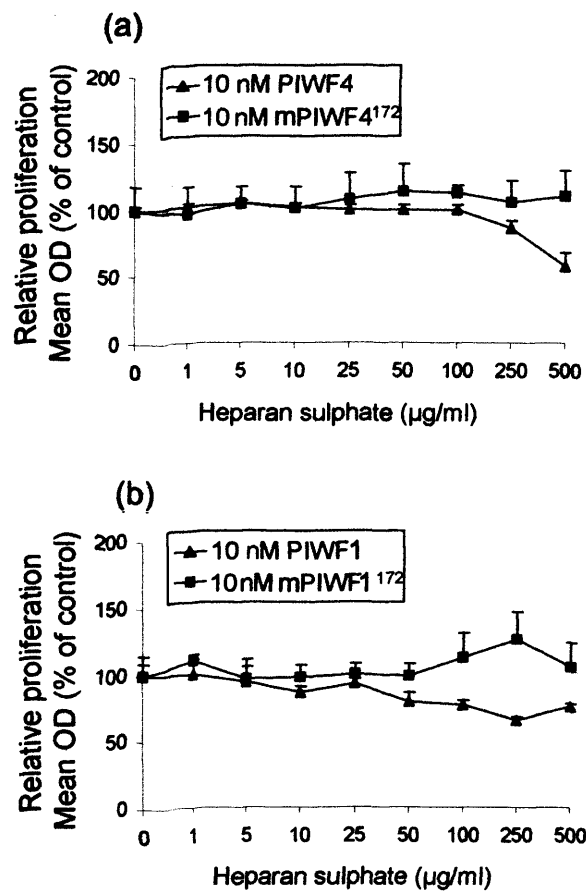 (a)
200
10 nM PIWF4
10 nM mPIWF4¹⁷²
150
100
50
0
Relative proliferation
Mean OD (% of control)
0 1 5 10 25 50 100 250 500
Heparan sulphate (µg/ml)
(b)
200
10 nM PIWF1
10nM mPIWF1¹⁷²
150
100
50
0
Relative proliferation
Mean OD (% of control)
0 1 5 10 25 50 100 250 500
Heparan sulphate (µg/ml)